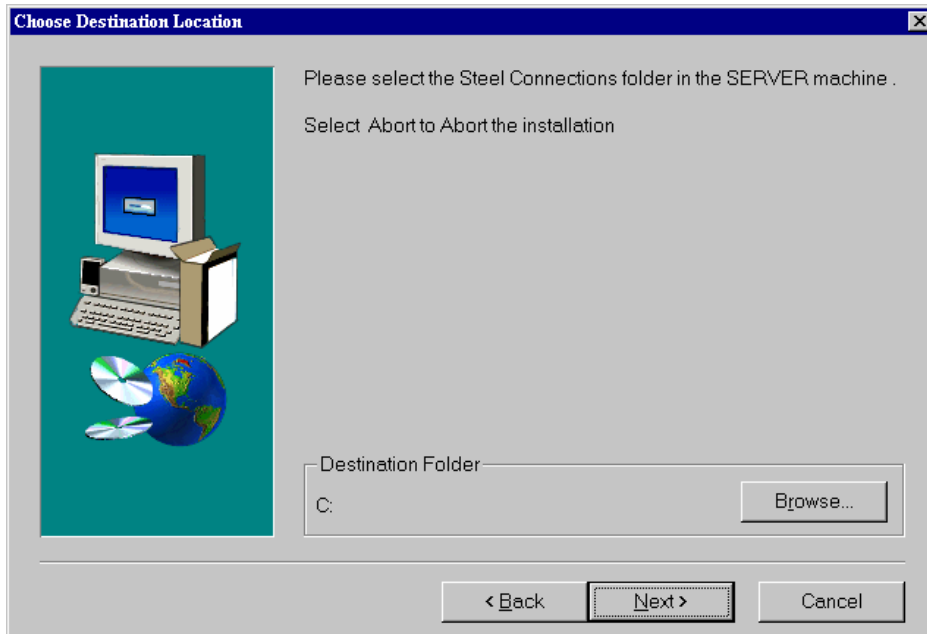 Choose Destination Location
Please select the Steel Connections folder in the SERVER machine .
Select Abort to Abort the installation
Destination Folder
C:
Browse...
< Back
Next >
Cancel